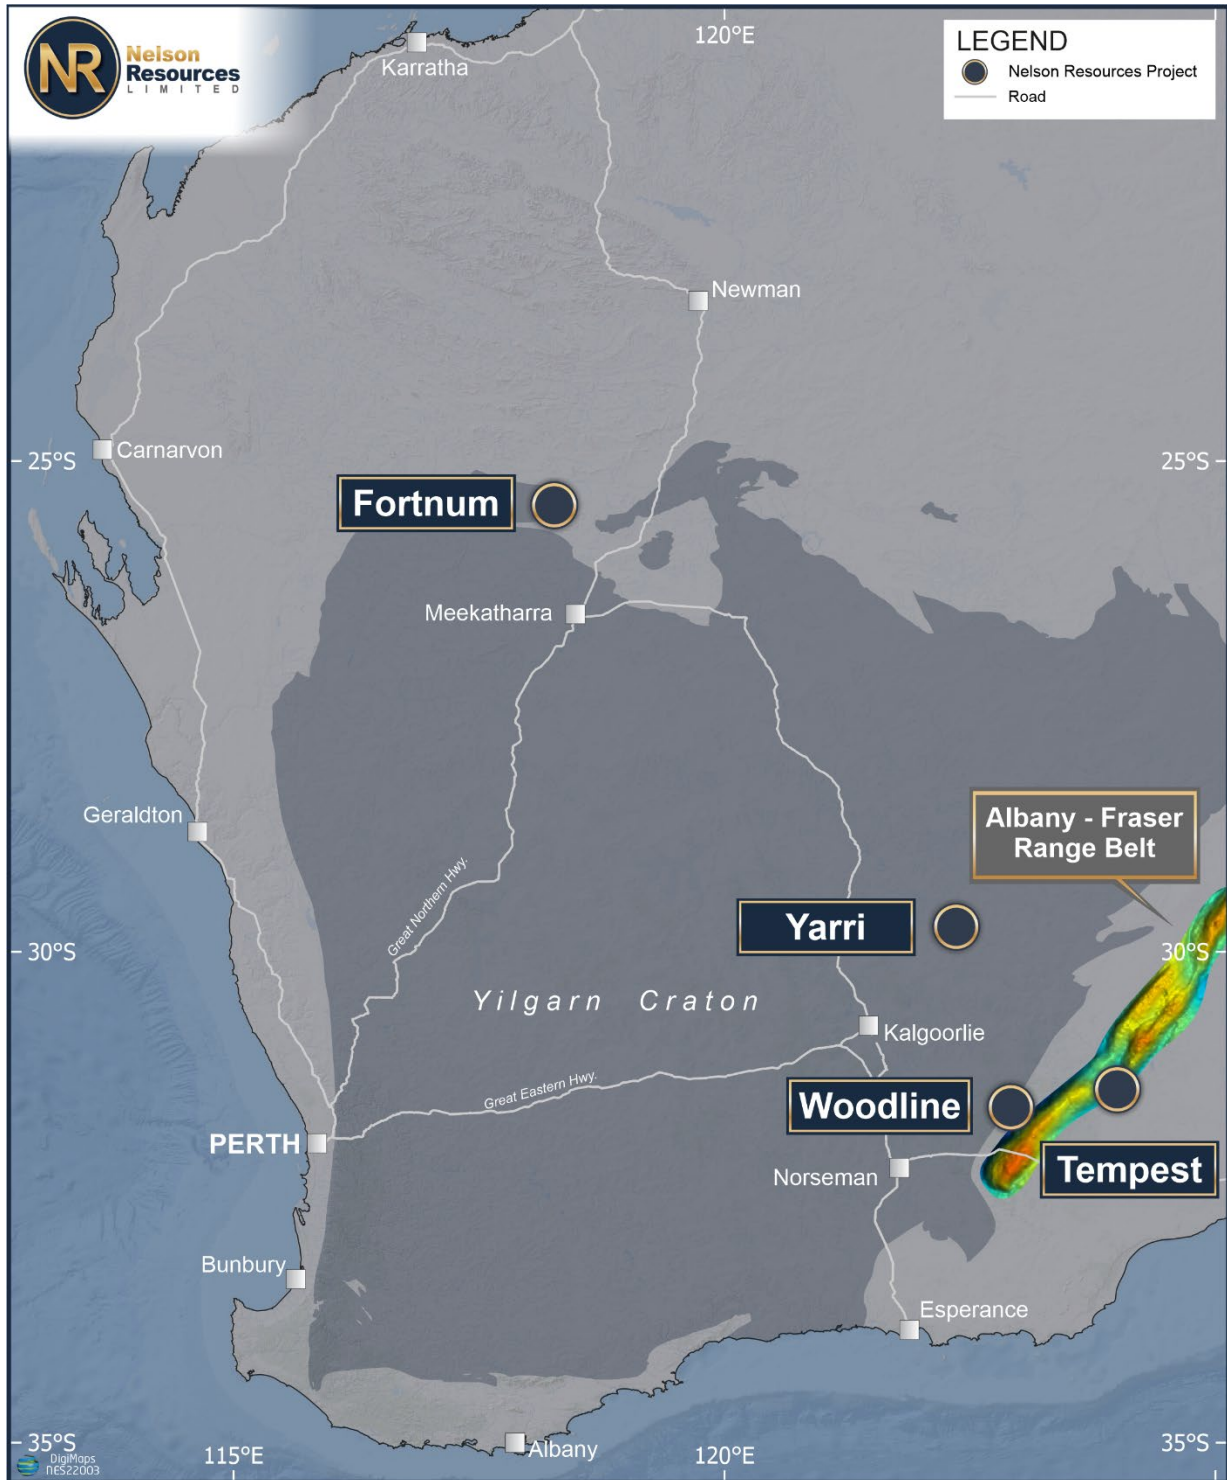 NR
Nelson
Resources
LIMITED
120°E
LEGEND
Nelson Resources Project
Road
Karratha
Newman
Carnarvon
25°S
25°S
Fortnum
Meekatharra
Geraldton
Albany - Fraser
Range Belt
Great Northern Hwy.
Yarri
30°S
30°S
Yilgarn Craton
Kalgoorlie
Great Eastern Hwy.
Woodline
PERTH
Norseman
Tempest
Bunbury
Esperance
35°S
35°S
DigiMaps
NES22003
115°E
120°E
Albany